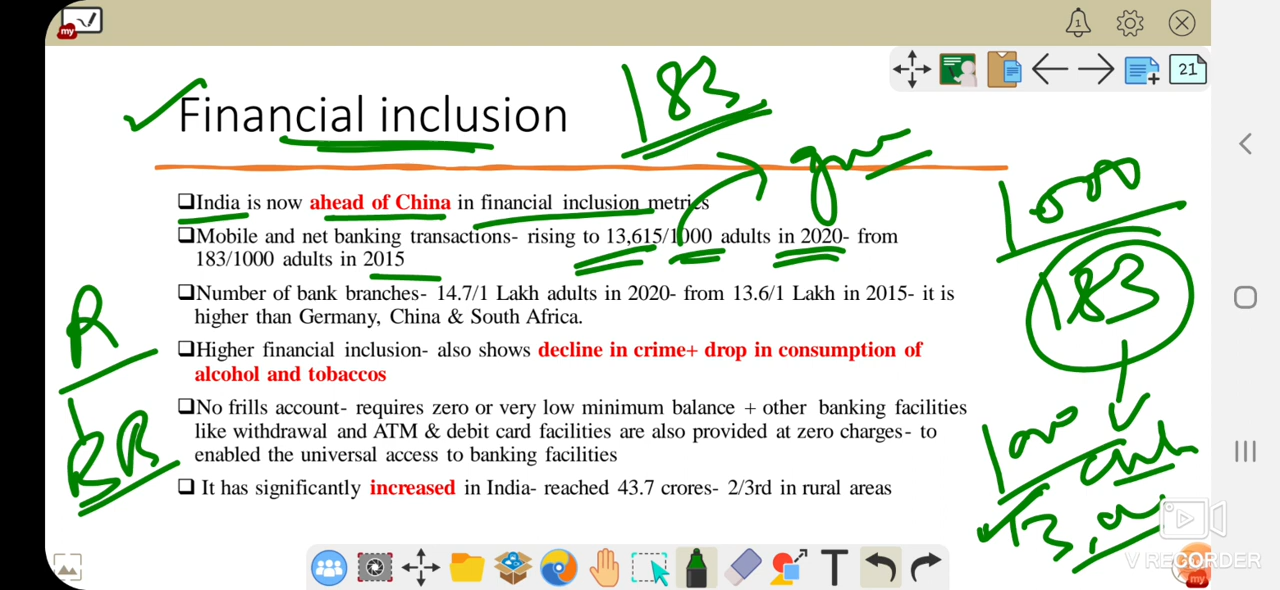 my
1
21
Financial inclusion
183
❑India is now ahead of China in financial inclusion metrics
❑Mobile and net banking transactions- rising to 13,615/1000 adults in 2020- from
183/1000 adults in 2015
❑Number of bank branches- 14.7/1 Lakh adults in 2020- from 13.6/1 Lakh in 2015- it is
higher than Germany, China & South Africa.
❑Higher financial inclusion- also shows decline in crime+ drop in consumption of
alcohol and tobaccos
❑No frills account- requires zero or very low minimum balance + other banking facilities
like withdrawal and ATM & debit card facilities are also provided at zero charges- to
enabled the universal access to banking facilities
❑ It has significantly increased in India- reached 43.7 crores- 2/3rd in rural areas
1000
183
R
V RECORDER
my